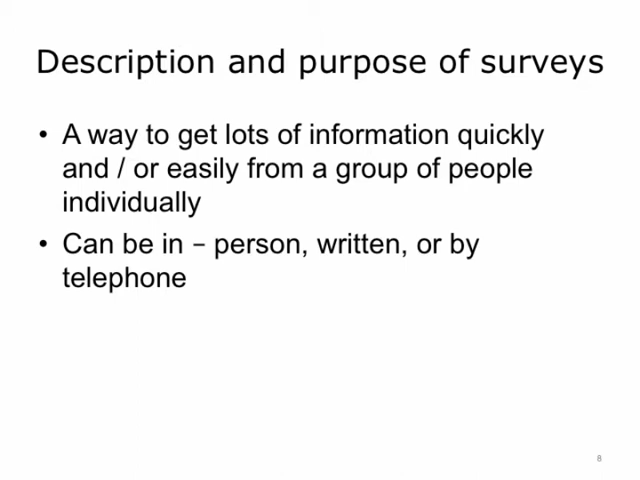 Description and purpose of surveys
• A way to get lots of information quickly
and / or easily from a group of people
individually
• Can be in – person, written, or by
telephone
8